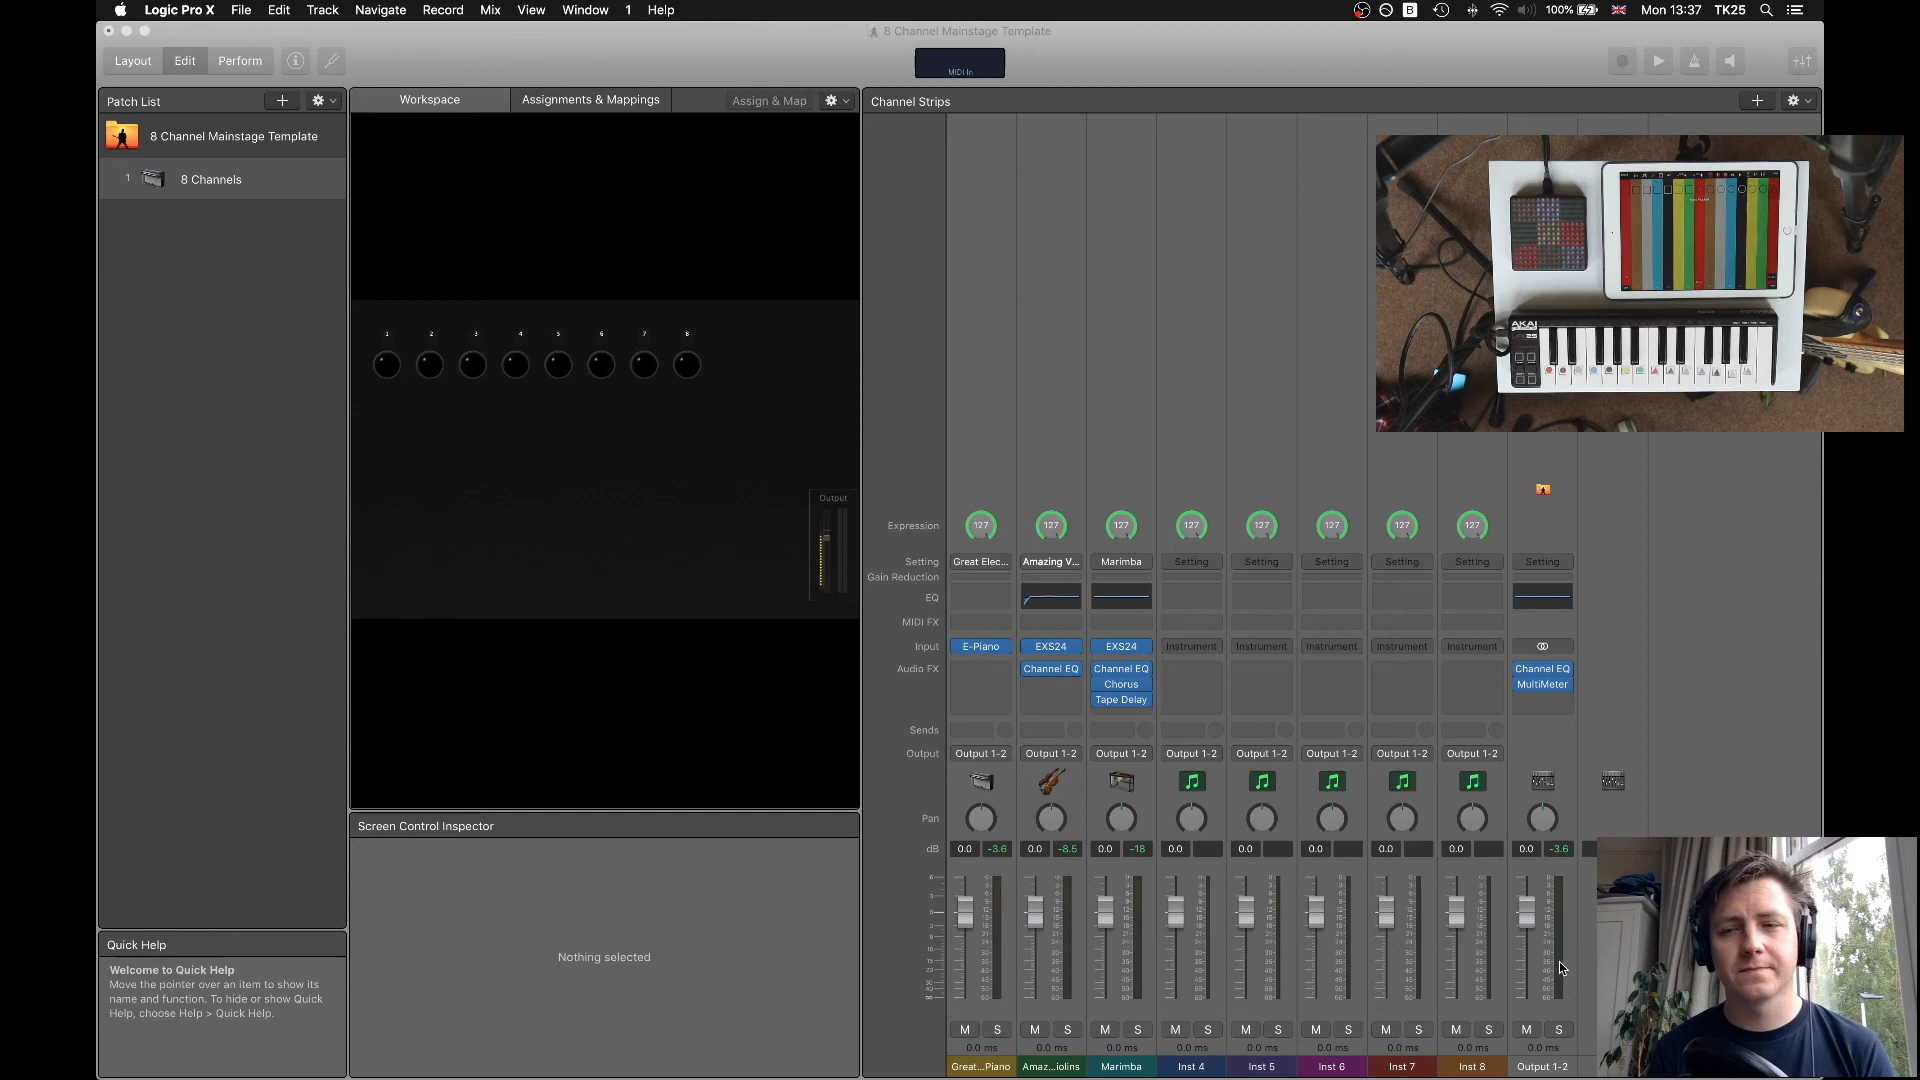 Logic Pro X File Edit Track Navigate Record Mix View Window 1 Help
B 100% Mon 13:37 TK25
8 Channel Mainstage Template
Layout Edit Perform
MIDI In
Patch List
Workspace Assignments & Mappings Assign & Map
Channel Strips
8 Channel Mainstage Template
1 8 Channels
1 2 3 4 5 6 7 8
Output
AKAI
Expression 127 127 127 127 127 127 127 127
Setting Great Elec... Amazing V... Marimba Setting Setting Setting Setting Setting Setting
Gain Reduction
EQ
MIDI FX
Input E-Piano EXS24 EXS24 Instrument Instrument Instrument Instrument Instrument
Audio FX Channel EQ Channel EQ Channel EQ
Chorus MultiMeter
Tape Delay
Sends
Output Output 1-2 Output 1-2 Output 1-2 Output 1-2 Output 1-2 Output 1-2 Output 1-2 Output 1-2
Pan
dB 0.0 -3.6 0.0 -8.5 0.0 -18 0.0 0.0 0.0 0.0 0.0 0.0 -3.6
M S M S M S M S M S M S M S M S M S
0.0 ms 0.0 ms 0.0 ms 0.0 ms 0.0 ms 0.0 ms 0.0 ms 0.0 ms 0.0 ms
Great...Piano Amaz...iolins Marimba Inst 4 Inst 5 Inst 6 Inst 7 Inst 8 Output 1-2
Screen Control Inspector
Nothing selected
Quick Help
Welcome to Quick Help
Move the pointer over an item to show its
name and function. To hide or show Quick
Help, choose Help > Quick Help.